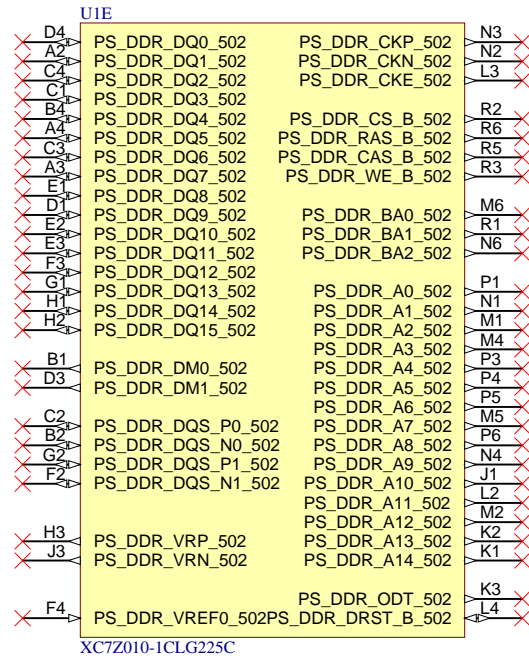 U1E
D4 PS_DDR_DQ0_502 PS_DDR_CKP_502 N3
A2 PS_DDR_DQ1_502 PS_DDR_CKN_502 N2
C4 PS_DDR_DQ2_502 PS_DDR_CKE_502 L3
C1 PS_DDR_DQ3_502
B4 PS_DDR_DQ4_502 PS_DDR_CS_B_502 R2
A4 PS_DDR_DQ5_502 PS_DDR_RAS_B_502 R6
C3 PS_DDR_DQ6_502 PS_DDR_CAS_B_502 R5
A3 PS_DDR_DQ7_502 PS_DDR_WE_B_502 R3
E1 PS_DDR_DQ8_502
D1 PS_DDR_DQ9_502 PS_DDR_BA0_502 M6
E2 PS_DDR_DQ10_502 PS_DDR_BA1_502 R1
E3 PS_DDR_DQ11_502 PS_DDR_BA2_502 N6
F3 PS_DDR_DQ12_502
G1 PS_DDR_DQ13_502 PS_DDR_A0_502 P1
H1 PS_DDR_DQ14_502 PS_DDR_A1_502 N1
H2 PS_DDR_DQ15_502 PS_DDR_A2_502 M1
PS_DDR_A3_502 M4
B1 PS_DDR_DM0_502 PS_DDR_A4_502 P3
D3 PS_DDR_DM1_502 PS_DDR_A5_502 P4
PS_DDR_A6_502 P5
C2 PS_DDR_DQS_P0_502 PS_DDR_A7_502 M5
B2 PS_DDR_DQS_N0_502 PS_DDR_A8_502 P6
G2 PS_DDR_DQS_P1_502 PS_DDR_A9_502 N4
F2 PS_DDR_DQS_N1_502 PS_DDR_A10_502 J1
PS_DDR_A11_502 L2
PS_DDR_A12_502 M2
H3 PS_DDR_VRP_502 PS_DDR_A13_502 K2
J3 PS_DDR_VRN_502 PS_DDR_A14_502 K1
PS_DDR_ODT_502 K3
F4 PS_DDR_VREF0_502 PS_DDR_DRST_B_502 L4
XC7Z010-1CLG225C